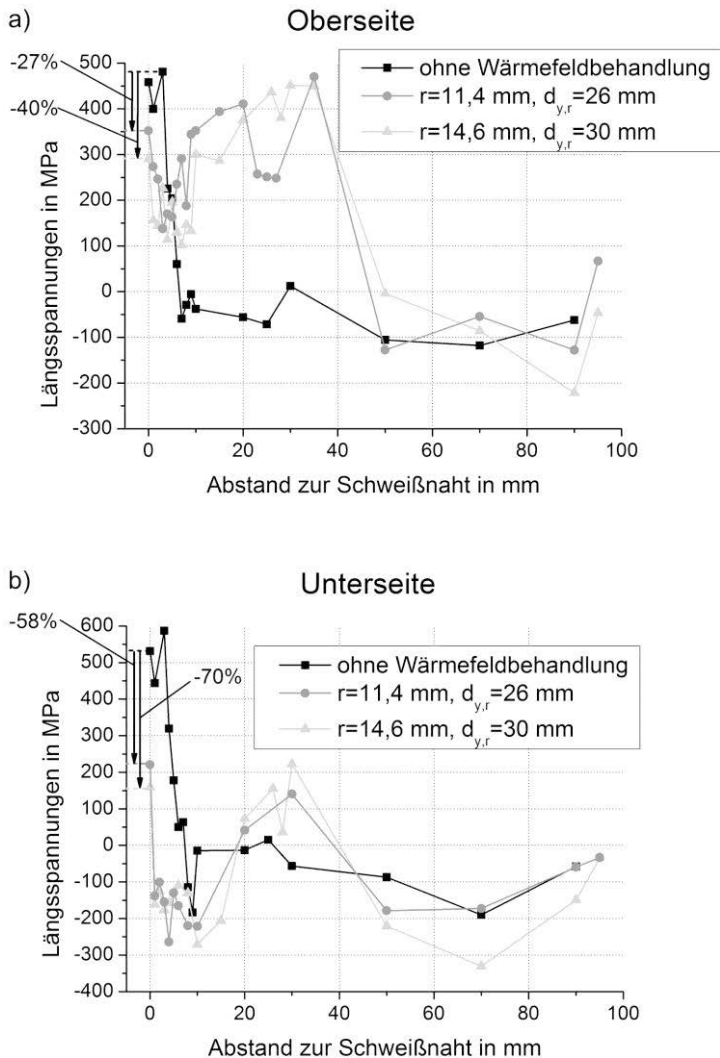 a)
Oberseite
-27%
-40%
500
400
300
200
100
0
-100
-200
-300
Längsspannungen in MPa
ohne Wärmefeldbehandlung
r=11,4 mm, dy,r=26 mm
r=14,6 mm, dy,r=30 mm
0 20 40 60 80 100
Abstand zur Schweißnaht in mm
b)
Unterseite
-58%
-70%
600
500
400
300
200
100
0
-100
-200
-300
-400
Längsspannungen in MPa
ohne Wärmefeldbehandlung
r=11,4 mm, dy,r=26 mm
r=14,6 mm, dy,r=30 mm
0 20 40 60 80 100
Abstand zur Schweißnaht in mm